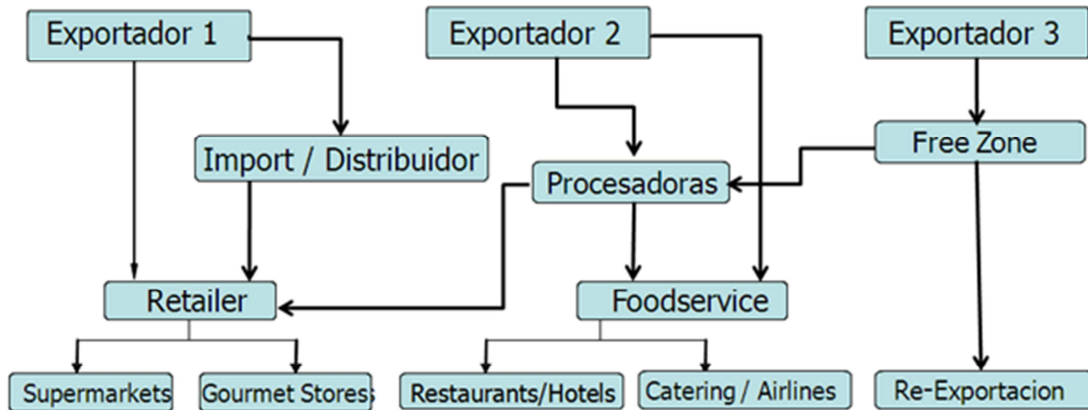 Exportador 1
Exportador 2
Exportador 3
Import / Distribuidor
Procesadoras
Free Zone
Retailer
Foodservice
Supermarkets
Gourmet Stores
Restaurants/Hotels
Catering / Airlines
Re-Exportacion